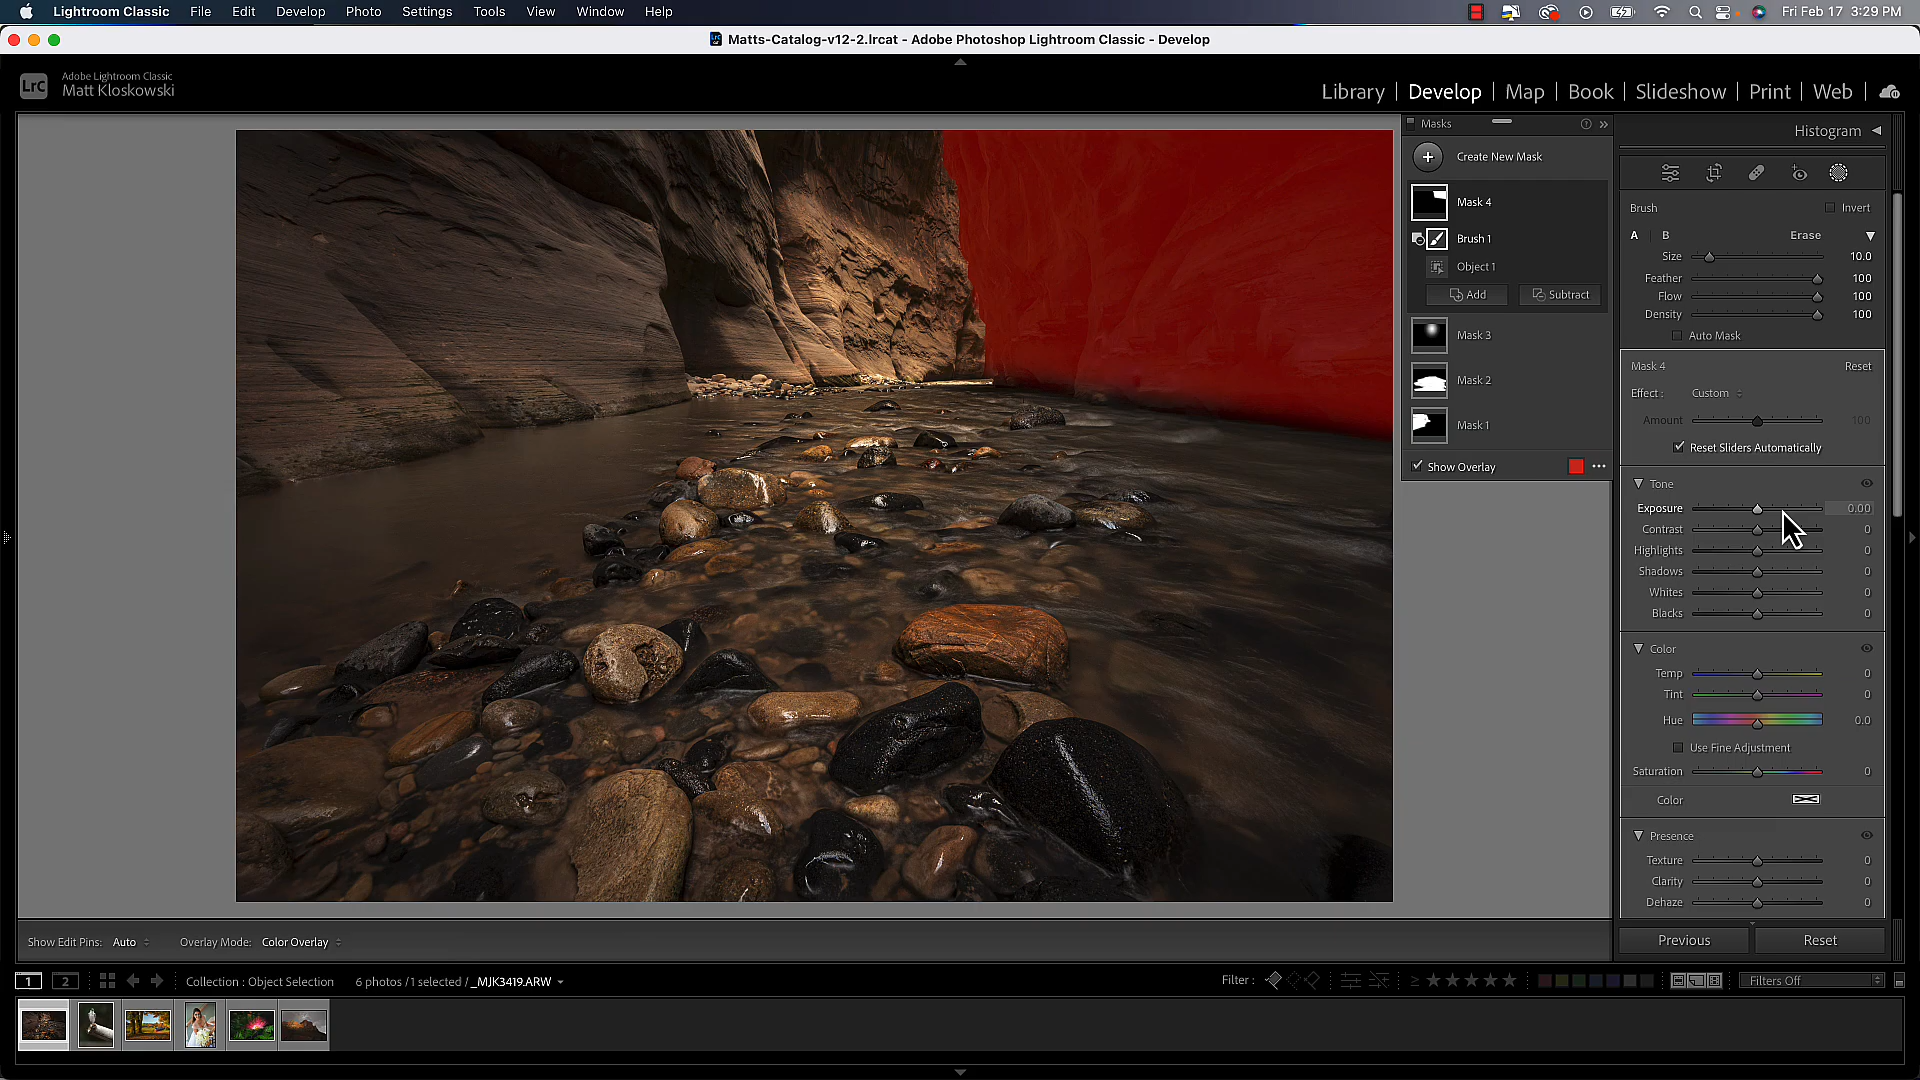 Lightroom Classic File Edit Develop Photo Settings Tools View Window Help Fri Feb 17 3:29 PM
Matts-Catalog-v12-2.lrcat - Adobe Photoshop Lightroom Classic - Develop
LrC
Adobe Lightroom Classic
Matt Kloskowski
Library | Develop | Map | Book | Slideshow | Print | Web |
Masks
Create New Mask
Mask 4
Brush 1
Object 1
Add Subtract
Mask 3
Mask 2
Mask 1
Show Overlay
Histogram
Brush Invert
A B Erase
Size 10.0
Feather 100
Flow 100
Density 100
Auto Mask
Mask 4 Reset
Effect : Custom
Amount 100
Reset Sliders Automatically
Tone
Exposure 0.00
Contrast 0
Highlights 0
Shadows 0
Whites 0
Blacks 0
Color
Temp 0
Tint 0
Hue 0.0
Use Fine Adjustment
Saturation 0
Color
Presence
Texture 0
Clarity 0
Dehaze 0
Previous Reset
Show Edit Pins: Auto Overlay Mode: Color Overlay
1 2 Collection : Object Selection 6 photos /1 selected /_MJK3419.ARW Filter : ≥ Filters Off